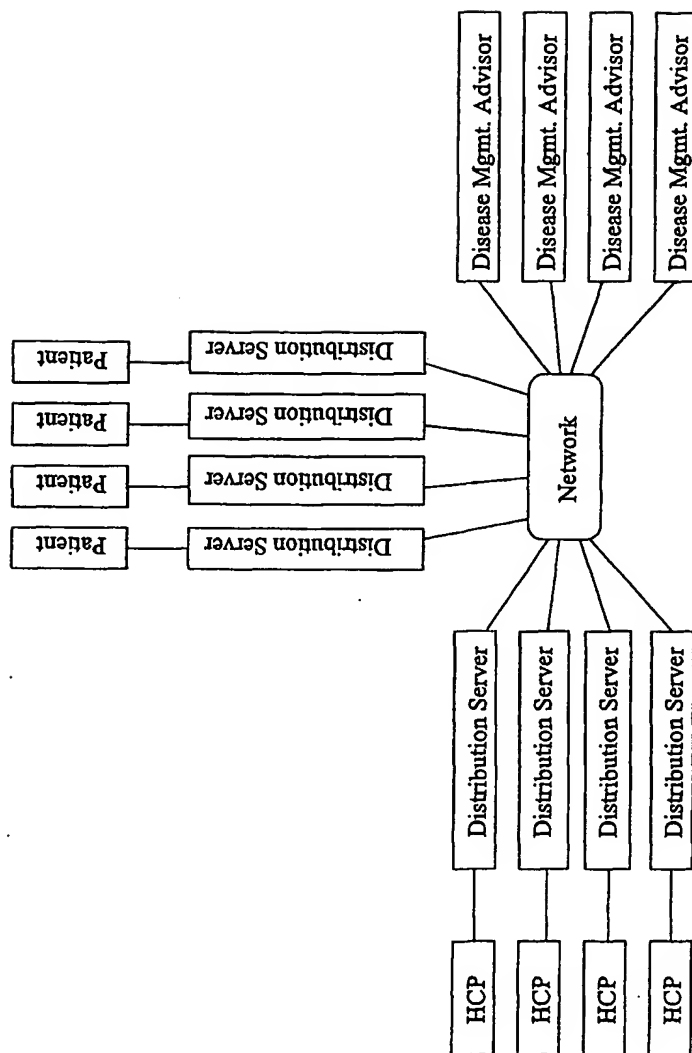 Patient
Patient
Patient
Patient
Distribution Server
Distribution Server
Distribution Server
Distribution Server
Disease Mgmt. Advisor
Disease Mgmt. Advisor
Disease Mgmt. Advisor
Disease Mgmt. Advisor
Network
Distribution Server
Distribution Server
Distribution Server
Distribution Server
HCP
HCP
HCP
HCP